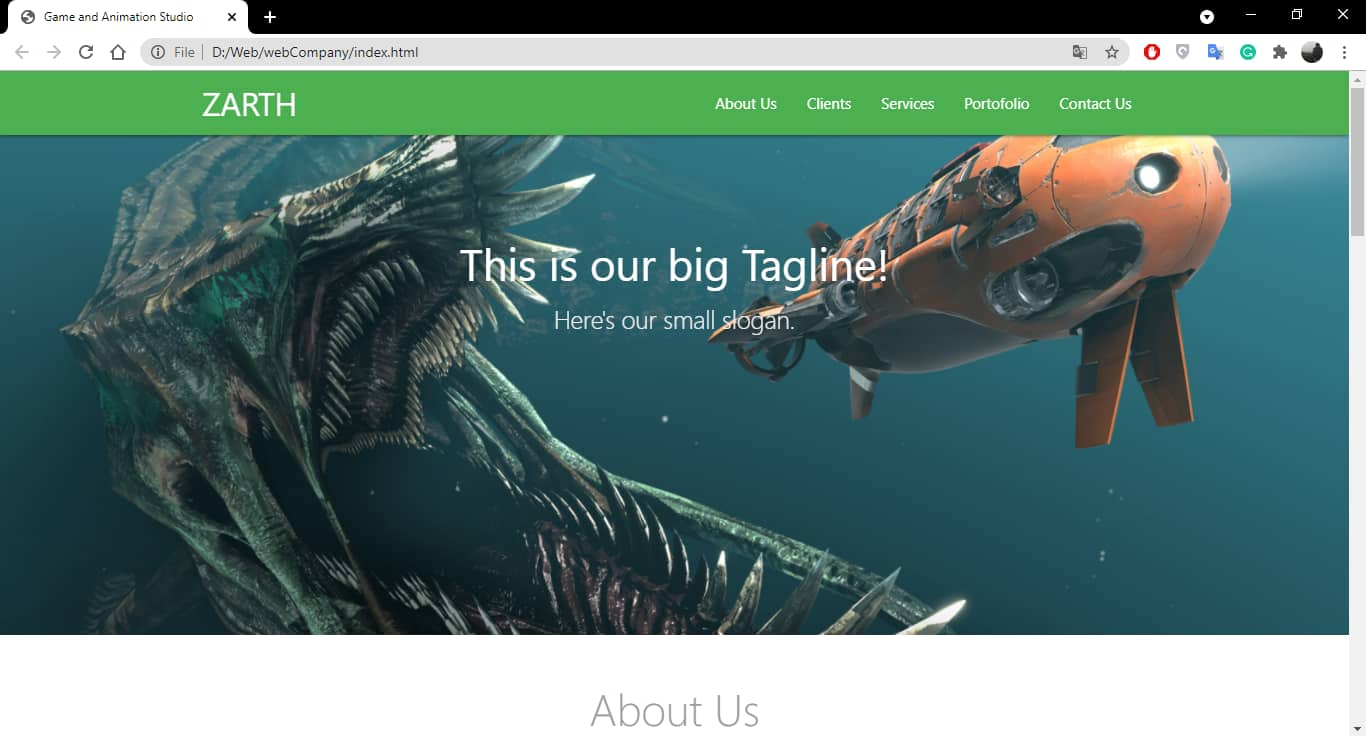 Game and Animation Studio
File D:/Web/webCompany/index.html
ZARTH About Us Clients Services Portofolio Contact Us
This is our big Tagline!
Here's our small slogan.
About Us